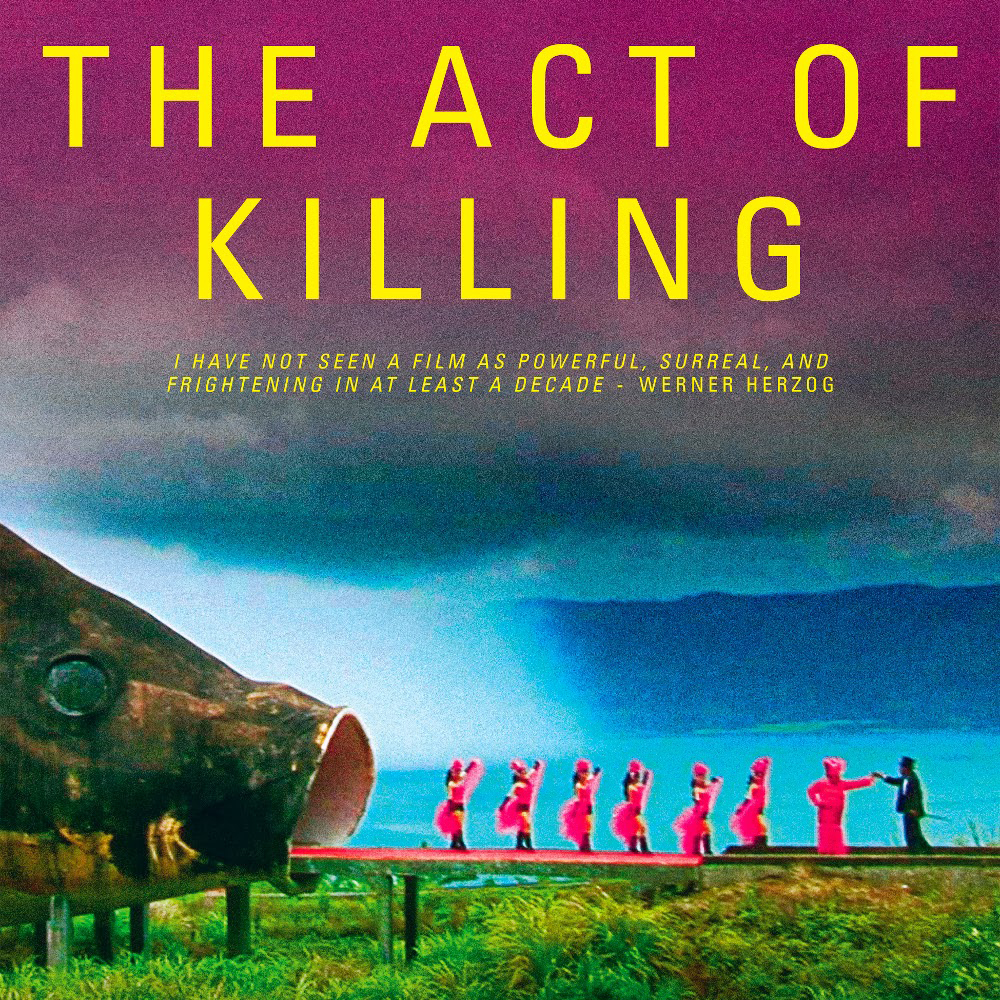 THE ACT OF
KILLING
I HAVE NOT SEEN A FILM AS POWERFUL, SURREAL, AND
FRIGHTENING IN AT LEAST A DECADE - WERNER HERZOG